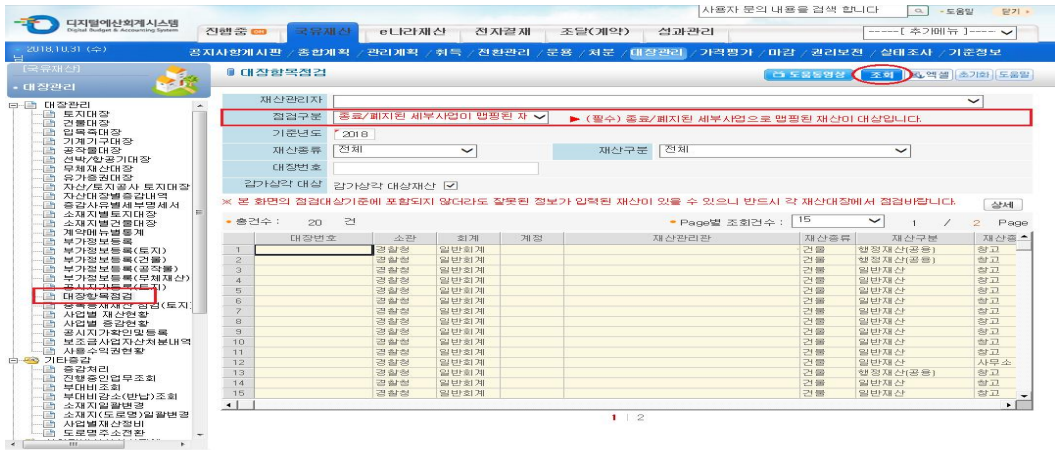 사용자 문의 내용을 검색 합니다
도움말
닫기
디지털예산회계시스템
Digital Budget & Accounting System
진행중 국유재산 e나라재산 전자결재 조달(계약) 성과관리
-----[ 추가메뉴 ]-----
2018.10.31 (수)
님
공지사항게시판 / 종합계획 / 관리계획 / 취득 / 전환관리 / 운용 / 처분 / 대장관리 / 가격평가 / 마감 / 권리보전 / 실태조사 / 기준정보
[국유재산]
• 대장관리
대장관리
토지대장
건물대장
입목죽대장
기계기구대장
공작물대장
선박/항공기대장
무체재산대장
유가증권대장
자산/토지공사 토지대장
자산대장별증감내역
증감사유별세부명세서
소재지별토지대장
소재지별건물대장
계약메뉴별통계
부가정보등록
부가정보등록(토지)
부가정보등록(건물)
부가정보등록(공작물)
부가정보등록(무체재산)
공시지가등록(토지)
대장항목점검
중복등재재산 점검(토지)
사업별 재산현황
사업별 증감현황
공시지가확인및등록
보조금사업자산처분내역
사용수익권현황
기타증감
증감처리
진행중인업무조회
부대비조회
부대비감소(반납)조회
소재지일괄변경
소재지(도로명)일괄변경
사업별재산정비
도로명주소전환
대장항목점검
도움동영상 조회 엑셀 초기화 도움말
재산관리자
점검구분 종료/폐지된 세부사업이 맵핑된 재 ▶ (필수) 종료/폐지된 세부사업으로 맵핑된 재산이 대상입니다.
기준년도 2018
재산종류 전체 재산구분 전체
대장번호
감가상각 대상 감가상각 대상재산
※ 본 화면의 점검대상기준에 포함되지 않더라도 잘못된 정보가 입력된 재산이 있을 수 있으니 반드시 각 재산대장에서 점검바랍니다.
상세
• 총건수 : 20 건 • Page별 조회건수 : 15 1 / 2 Page
대장번호 소관 회계 계정 재산관리관 재산종류 재산구분 재산종
1 경찰청 일반회계 건물 행정재산(공용) 창고
2 경찰청 일반회계 건물 행정재산(공용) 창고
3 경찰청 일반회계 건물 일반재산 창고
4 경찰청 일반회계 건물 일반재산 창고
5 경찰청 일반회계 건물 일반재산 창고
6 경찰청 일반회계 건물 일반재산 창고
7 경찰청 일반회계 건물 일반재산 창고
8 경찰청 일반회계 건물 일반재산 창고
9 경찰청 일반회계 건물 일반재산 창고
10 경찰청 일반회계 건물 일반재산 창고
11 경찰청 일반회계 건물 일반재산 창고
12 경찰청 일반회계 건물 일반재산 사무소
13 경찰청 일반회계 건물 행정재산(공용) 창고
14 경찰청 일반회계 건물 일반재산 창고
15 경찰청 일반회계 건물 일반재산 창고
1 | 2